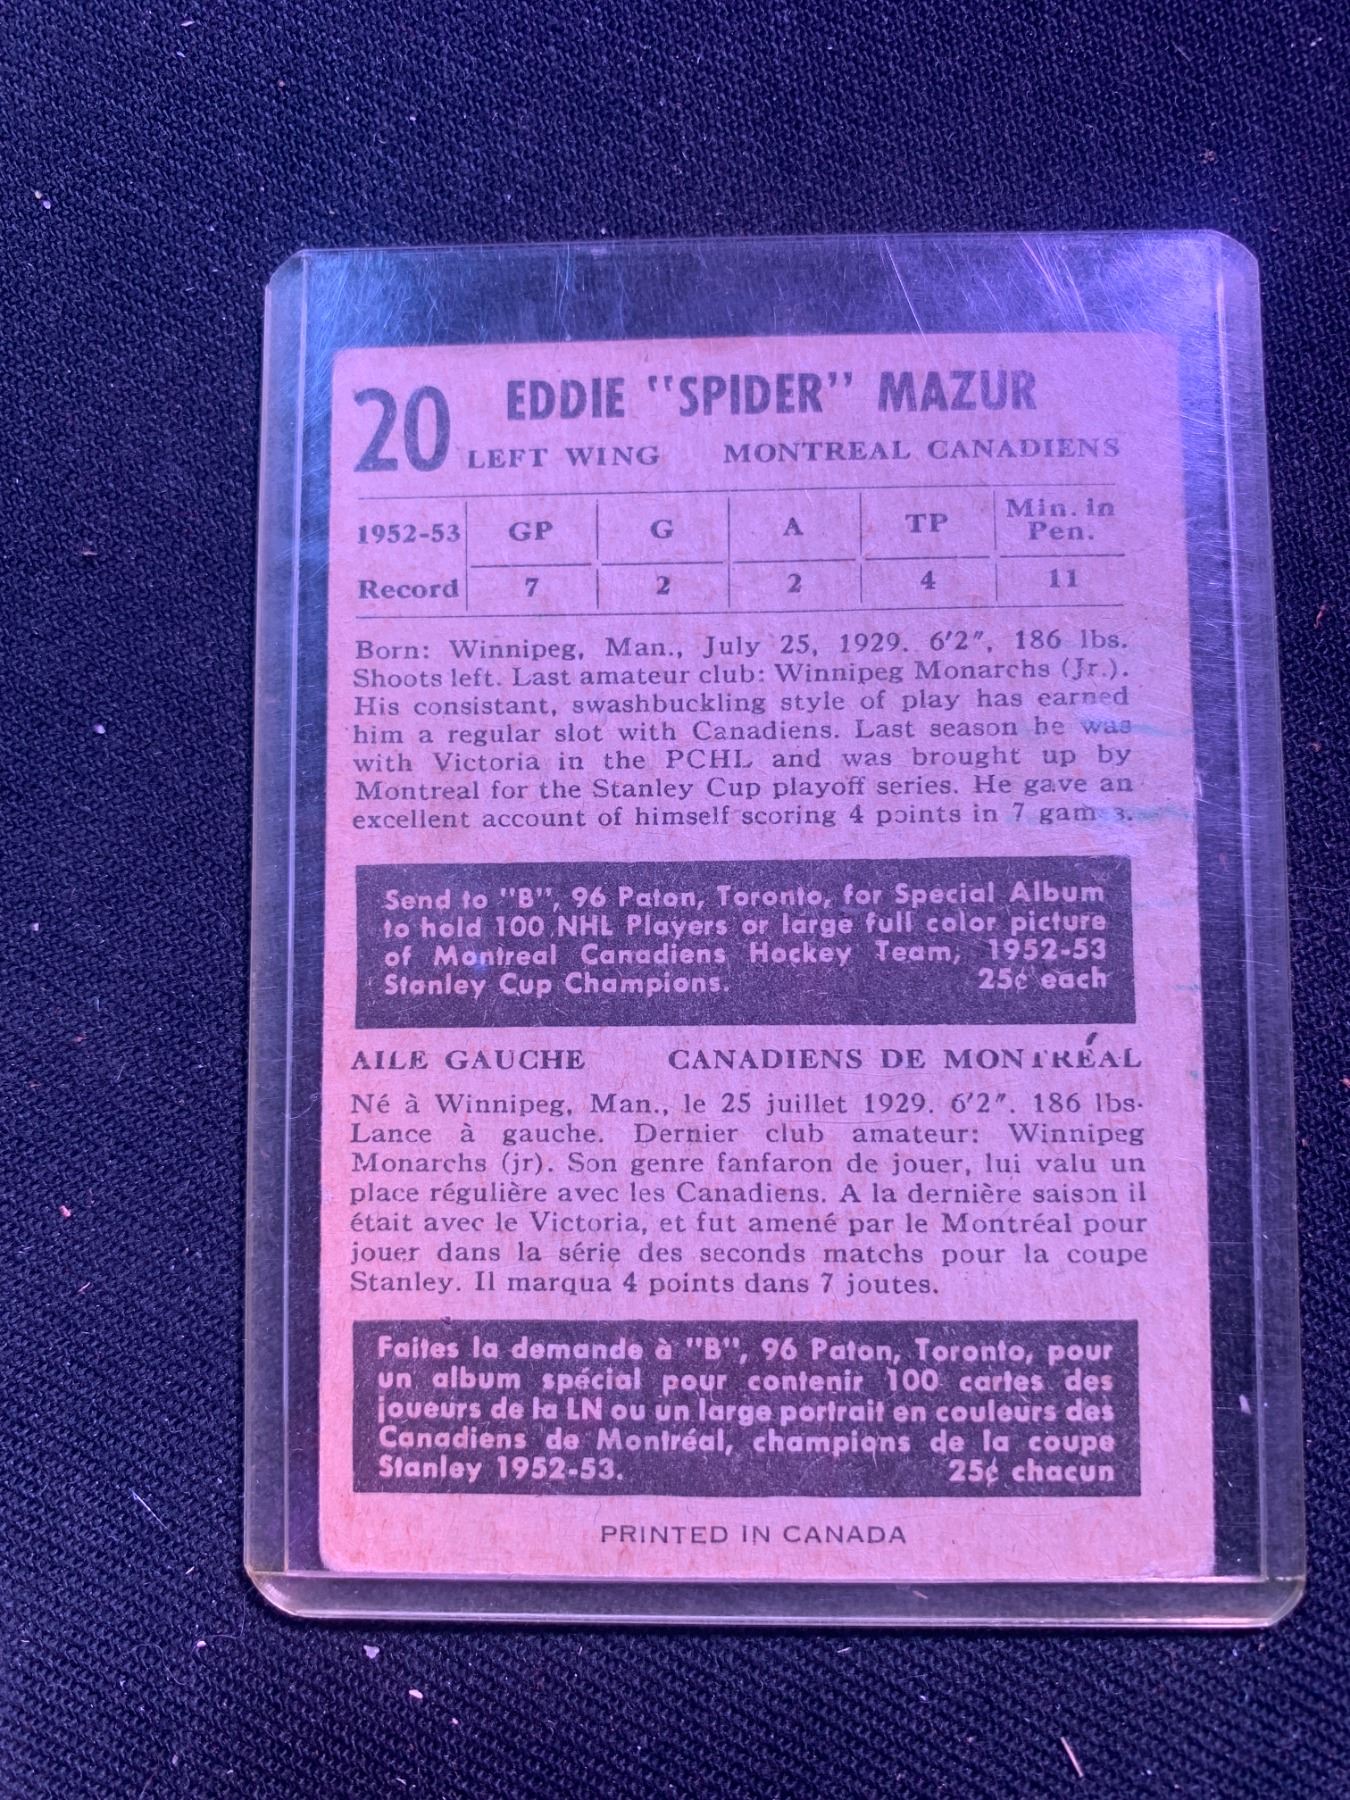 20 EDDIE "SPIDER" MAZUR
LEFT WING MONTREAL CANADIENS
1952-53 GP G A TP Min. in Pen.
Record 7 2 2 4 11
Born: Winnipeg, Man., July 25, 1929. 6'2", 186 lbs.
Shoots left. Last amateur club: Winnipeg Monarchs (Jr.).
His consistant, swashbuckling style of play has earned
him a regular slot with Canadiens. Last season he was
with Victoria in the PCHL and was brought up by
Montreal for the Stanley Cup playoff series. He gave an
excellent account of himself scoring 4 points in 7 games.
Send to "B", 96 Paton, Toronto, for Special Album
to hold 100 NHL Players or large full color picture
of Montreal Canadiens Hockey Team, 1952-53
Stanley Cup Champions. 25¢ each
AILE GAUCHE CANADIENS DE MONTRÉAL
Né à Winnipeg, Man., le 25 juillet 1929. 6'2". 186 lbs.
Lance à gauche. Dernier club amateur: Winnipeg
Monarchs (jr). Son genre fanfaron de jouer, lui valu un
place régulière avec les Canadiens. A la dernière saison il
était avec le Victoria, et fut amené par le Montréal pour
jouer dans la série des seconds matchs pour la coupe
Stanley. Il marqua 4 points dans 7 joutes.
Faites la demande à "B", 96 Paton, Toronto, pour
un album spécial pour contenir 100 cartes des
joueurs de la LN ou un large portrait en couleurs des
Canadiens de Montréal, champions de la coupe
Stanley 1952-53. 25¢ chacun
PRINTED IN CANADA